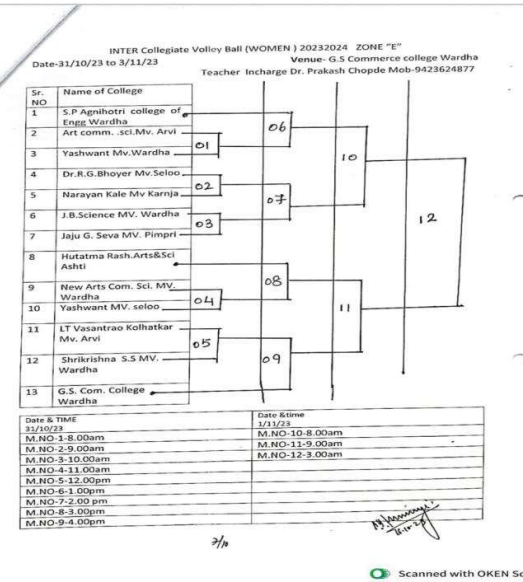 INTER Collegiate Volley Ball (WOMEN ) 20232024 ZONE "E"
Date-31/10/23 to 3/11/23
Venue- G.S Commerce college Wardha
Teacher Incharge Dr. Prakash Chopde Mob-9423624877
Sr. NO
Name of College
1
S.P Agnihotri college of
Engg Wardha
2
Art comm. .sci.Mv. Arvi
3
Yashwant Mv.Wardha
4
Dr.R.G.Bhoyer Mv.Seloo
5
Narayan Kale Mv Karnja
6
J.B.Science MV. Wardha
7
Jaju G. Seva MV. Pimpri
8
Hutatma Rash.Arts&Sci
Ashti
9
New Arts Com. Sci. MV.
Wardha
10
Yashwant MV. seloo
11
LT Vasantrao Kolhatkar
Mv. Arvi
12
Shrikrishna S.S MV.
Wardha
13
G.S. Com. College
Wardha
01
02
03
04
05
06
07
08
09
10
11
12
Date & TIME
31/10/23
M.NO-1-8.00am
M.NO-2-9.00am
M.NO-3-10.00am
M.NO-4-11.00am
M.NO-5-12.00pm
M.NO-6-1.00pm
M.NO-7-2.00 pm
M.NO-8-3.00pm
M.NO-9-4.00pm
Date &time
1/11/23
M.NO-10-8.00am
M.NO-11-9.00am
M.NO-12-3.00am
Scanned with OKEN Sc